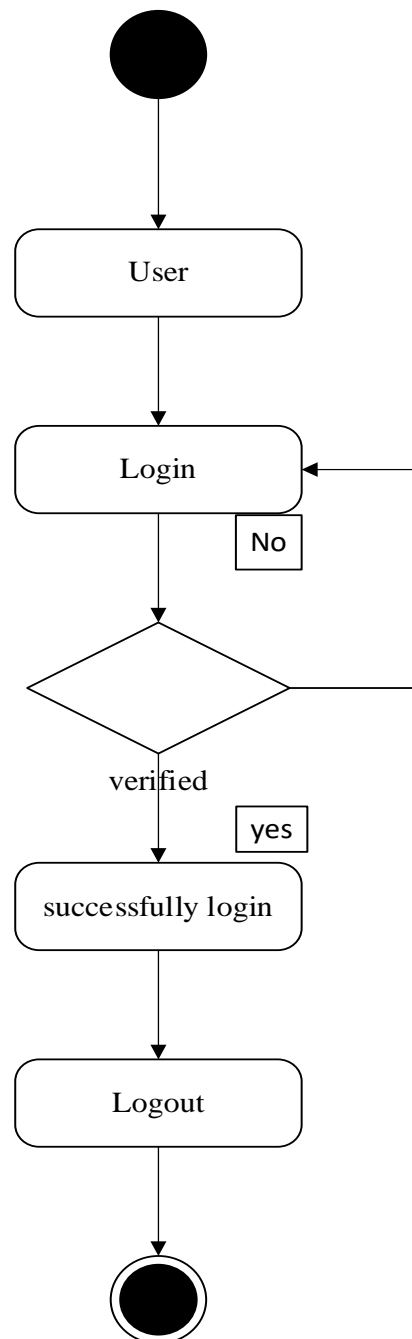 User
Login
No
verified
yes
successfully login
Logout